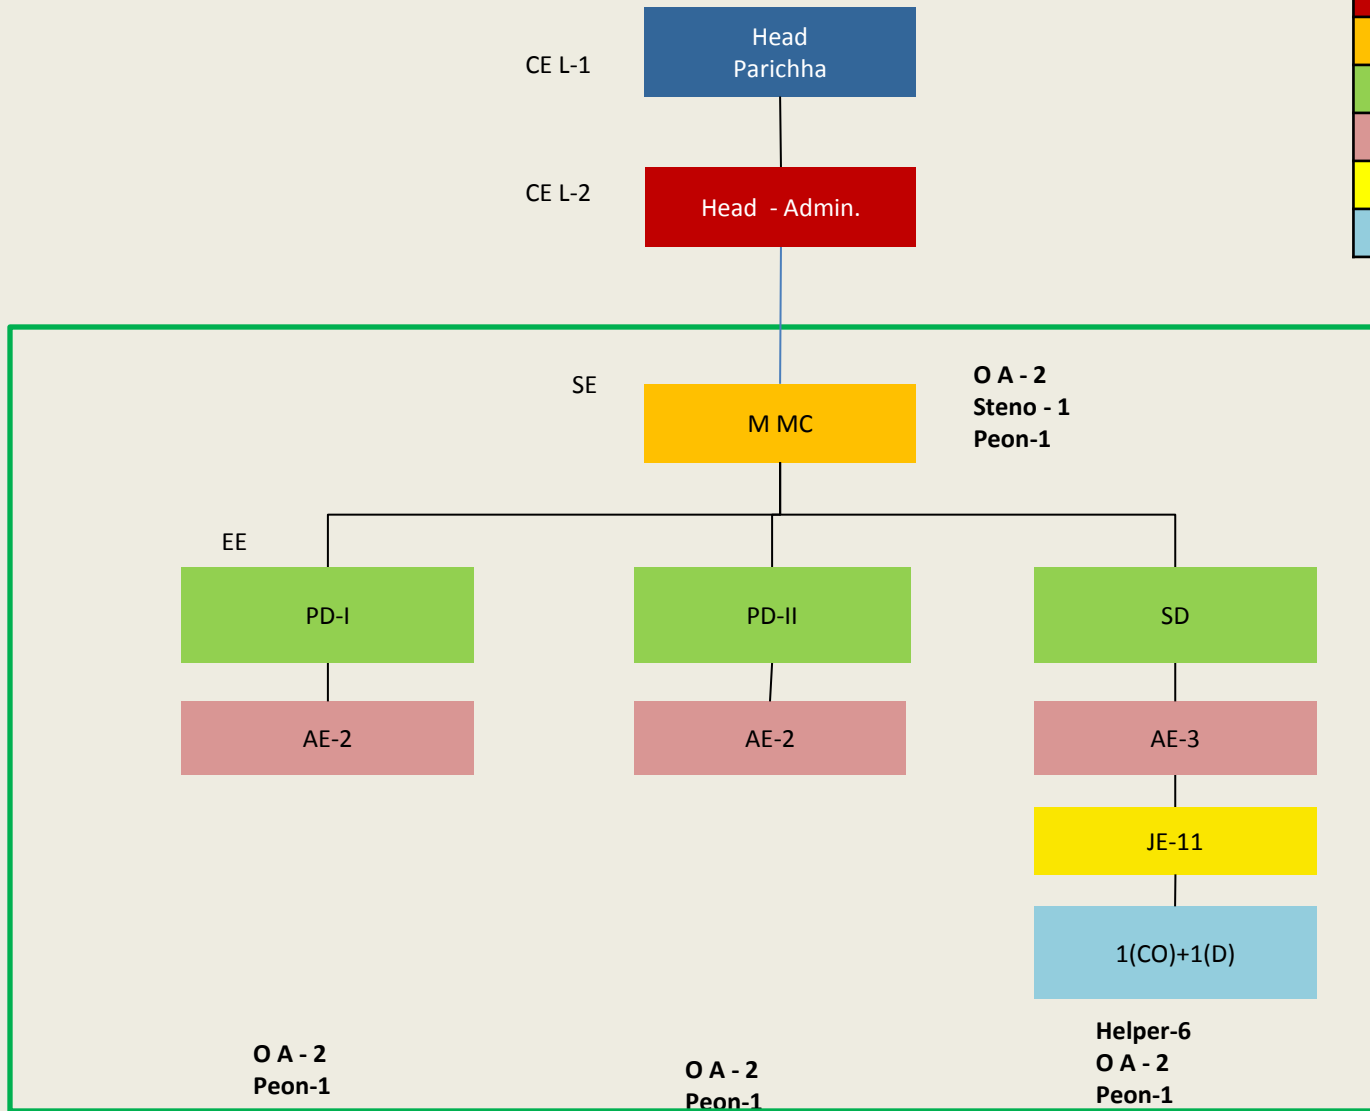 Head
Parichha
CE L-1
CE L-2
Head - Admin.
SE
M MC
O A - 2
Steno - 1
Peon-1
EE
PD-I
PD-II
SD
AE-2
AE-2
AE-3
JE-11
1(CO)+1(D)
O A - 2
Peon-1
O A - 2
Peon-1
Helper-6
O A - 2
Peon-1